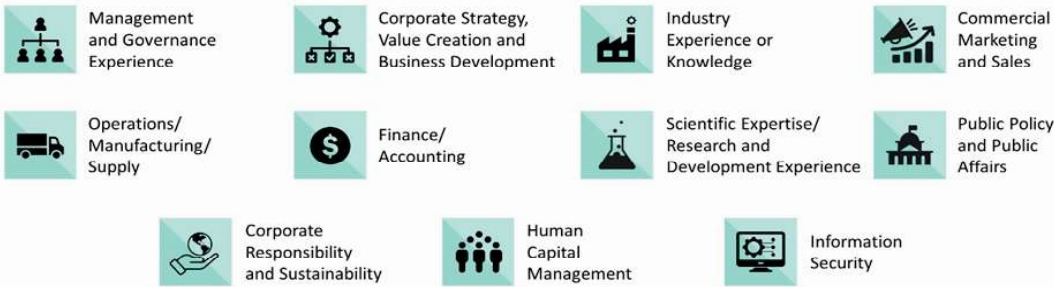 Management
and Governance
Experience
Corporate Strategy,
Value Creation and
Business Development
Industry
Experience or
Knowledge
Commercial
Marketing
and Sales
Operations/
Manufacturing/
Supply
Finance/
Accounting
Scientific Expertise/
Research and
Development Experience
Public Policy
and Public
Affairs
Corporate
Responsibility
and Sustainability
Human
Capital
Management
Information
Security